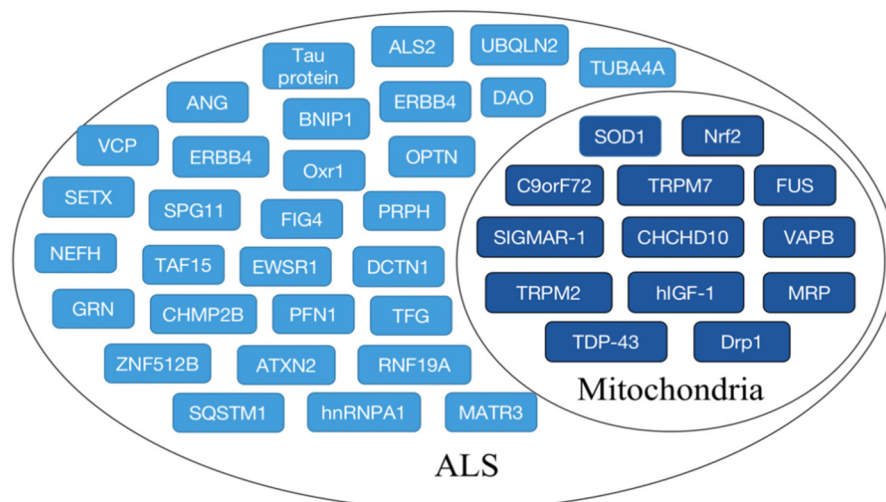 Tau
protein
ALS2
UBQLN2
TUBA4A
ANG
BNIP1
ERBB4
DAO
VCP
ERBB4
Oxr1
OPTN
SETX
SPG11
FIG4
PRPH
NEFH
TAF15
EWSR1
DCTN1
GRN
CHMP2B
PFN1
TFG
ZNF512B
ATXN2
RNF19A
SQSTM1
hnRNPA1
MATR3
ALS
SOD1
Nrf2
C9orF72
TRPM7
FUS
SIGMAR-1
CHCHD10
VAPB
TRPM2
hIGF-1
MRP
TDP-43
Drp1
Mitochondria